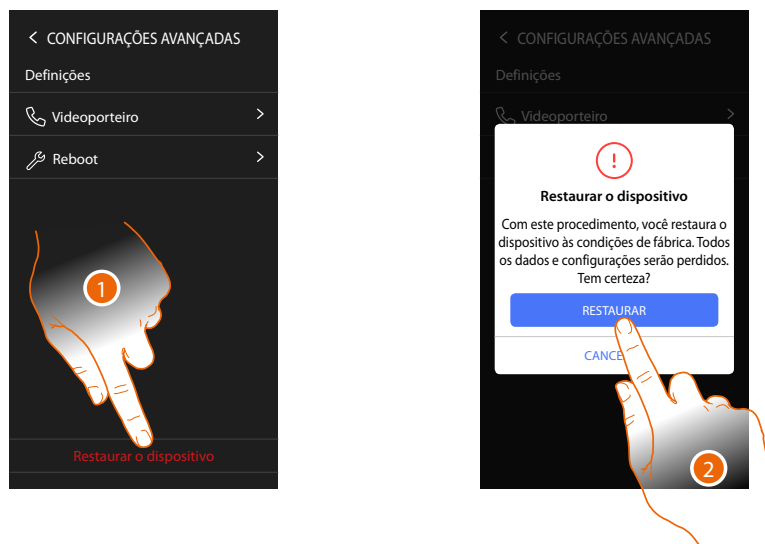 CONFIGURAÇÕES AVANÇADAS
Definições
Videoporteiro
Reboot
1
Restaurar o dispositivo
CONFIGURAÇÕES AVANÇADAS
Definições
Videoporteiro
Restaurar o dispositivo
Com este procedimento, você restaura o
dispositivo às condições de fábrica. Todos
os dados e configurações serão perdidos.
Tem certeza?
RESTAURAR
CANCE
2